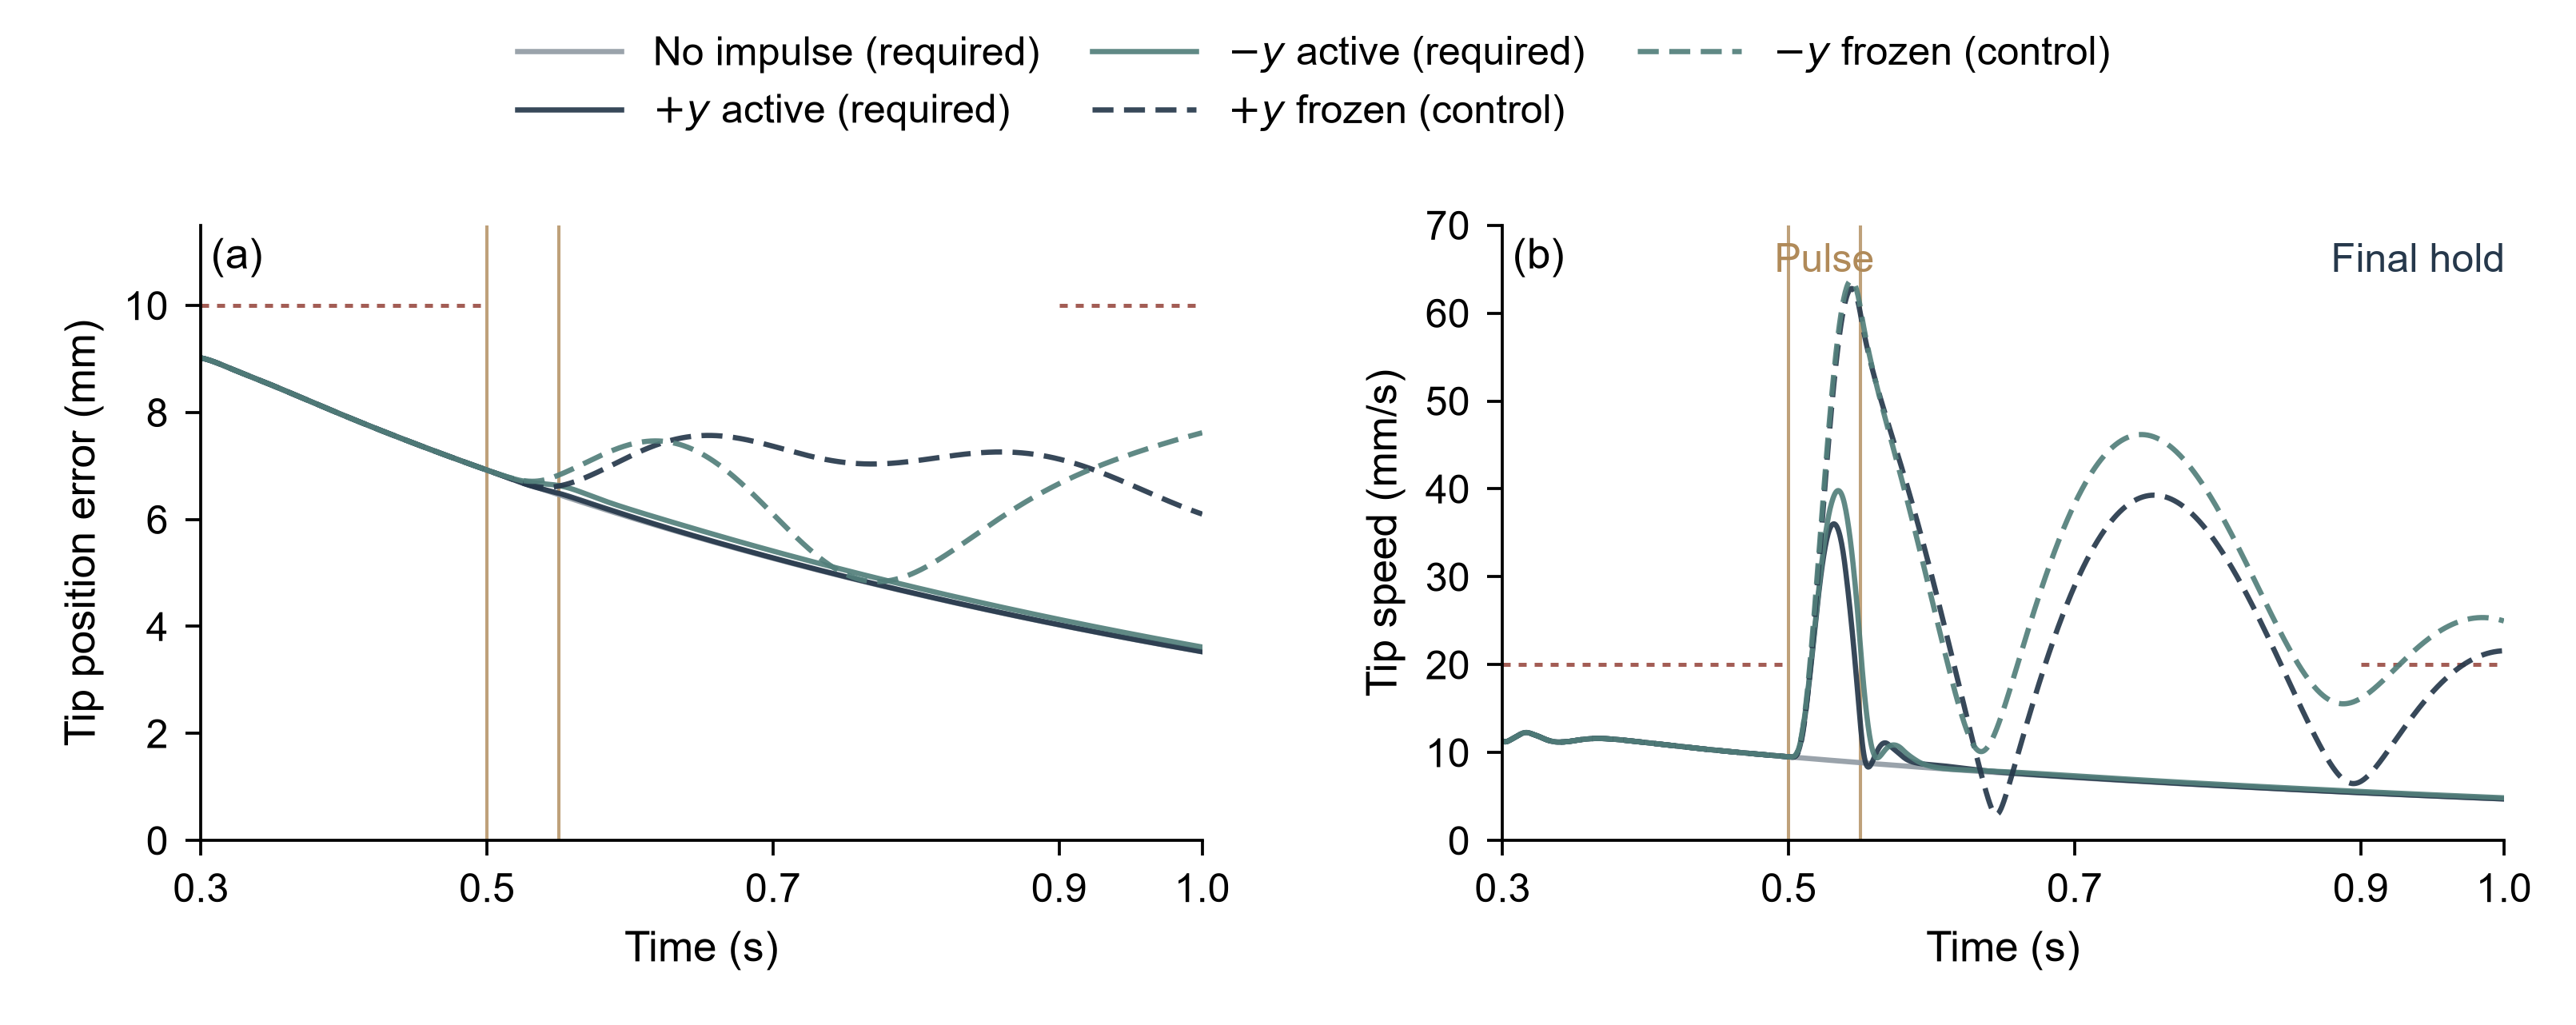 No impulse (required)
−y active (required)
−y frozen (control)
+y active (required)
+y frozen (control)
(a)
Tip position error (mm)
10
8
6
4
2
0
0.3
0.5
0.7
0.9
1.0
Time (s)
(b)
Pulse
Final hold
Tip speed (mm/s)
70
60
50
40
30
20
10
0
0.3
0.5
0.7
0.9
1.0
Time (s)